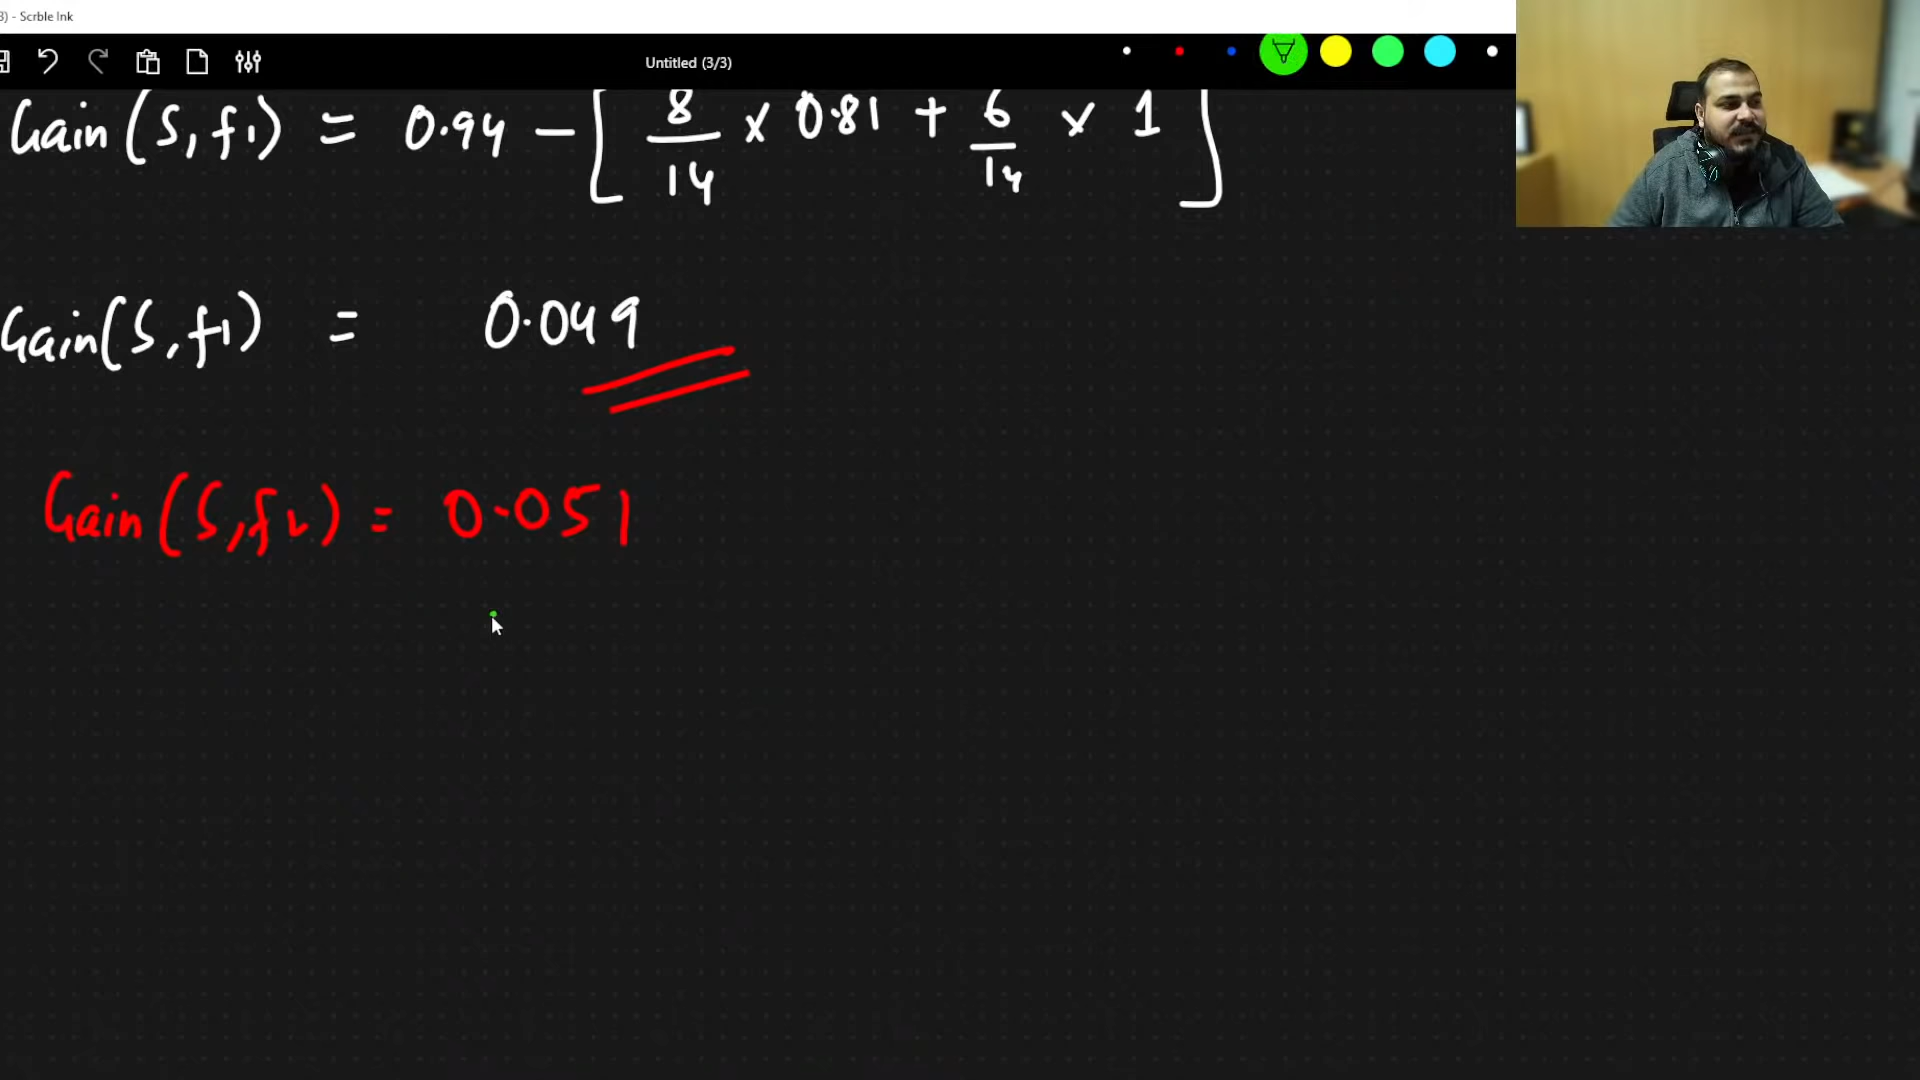 - Scrble Ink
Untitled (3/3)
Gain(S,f1) = 0.94 - [ 8/14 x 0.81 + 6/14 x 1 ]
Gain(S,f1) = 0.049
Gain(S,f2) = 0.051